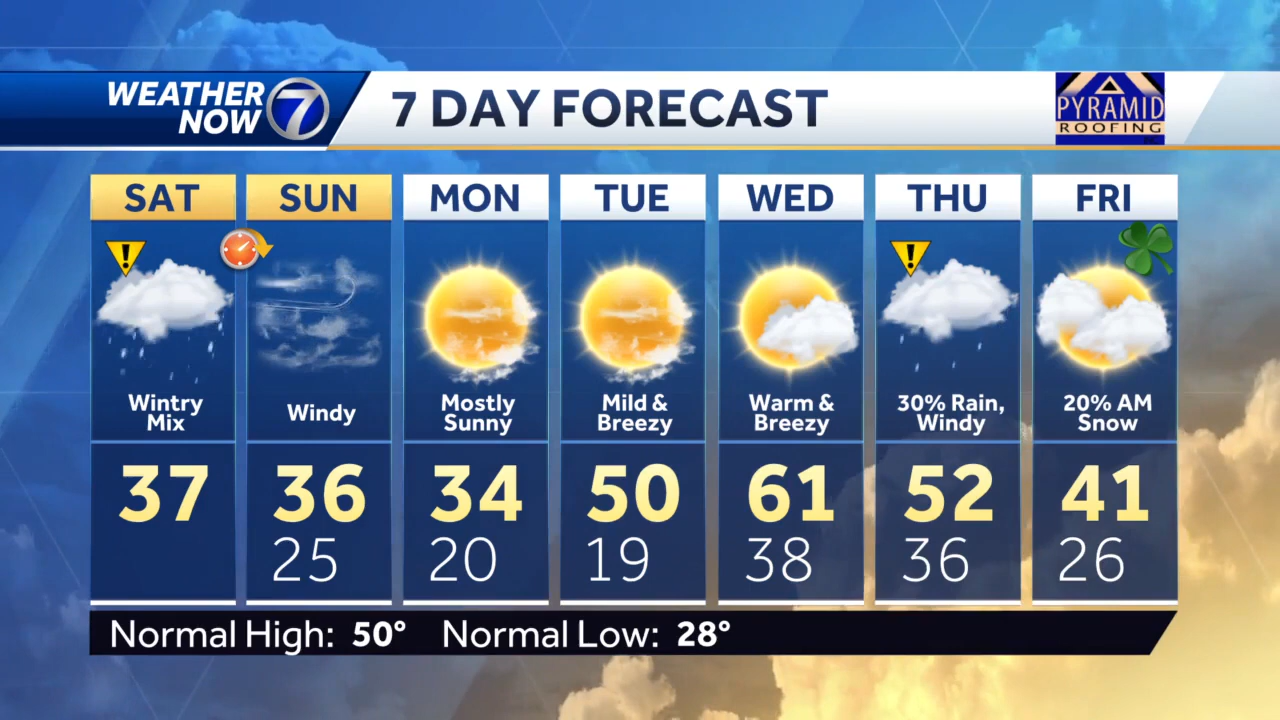 WEATHER
NOW
7
7 DAY FORECAST
PYRAMID
ROOFING
SAT SUN MON TUE WED THU FRI
! !
Wintry
Mix
Windy
Mostly
Sunny
Mild &
Breezy
Warm &
Breezy
30% Rain,
Windy
20% AM
Snow
37 36 34 50 61 52 41
25 20 19 38 36 26
Normal High: 50° Normal Low: 28°